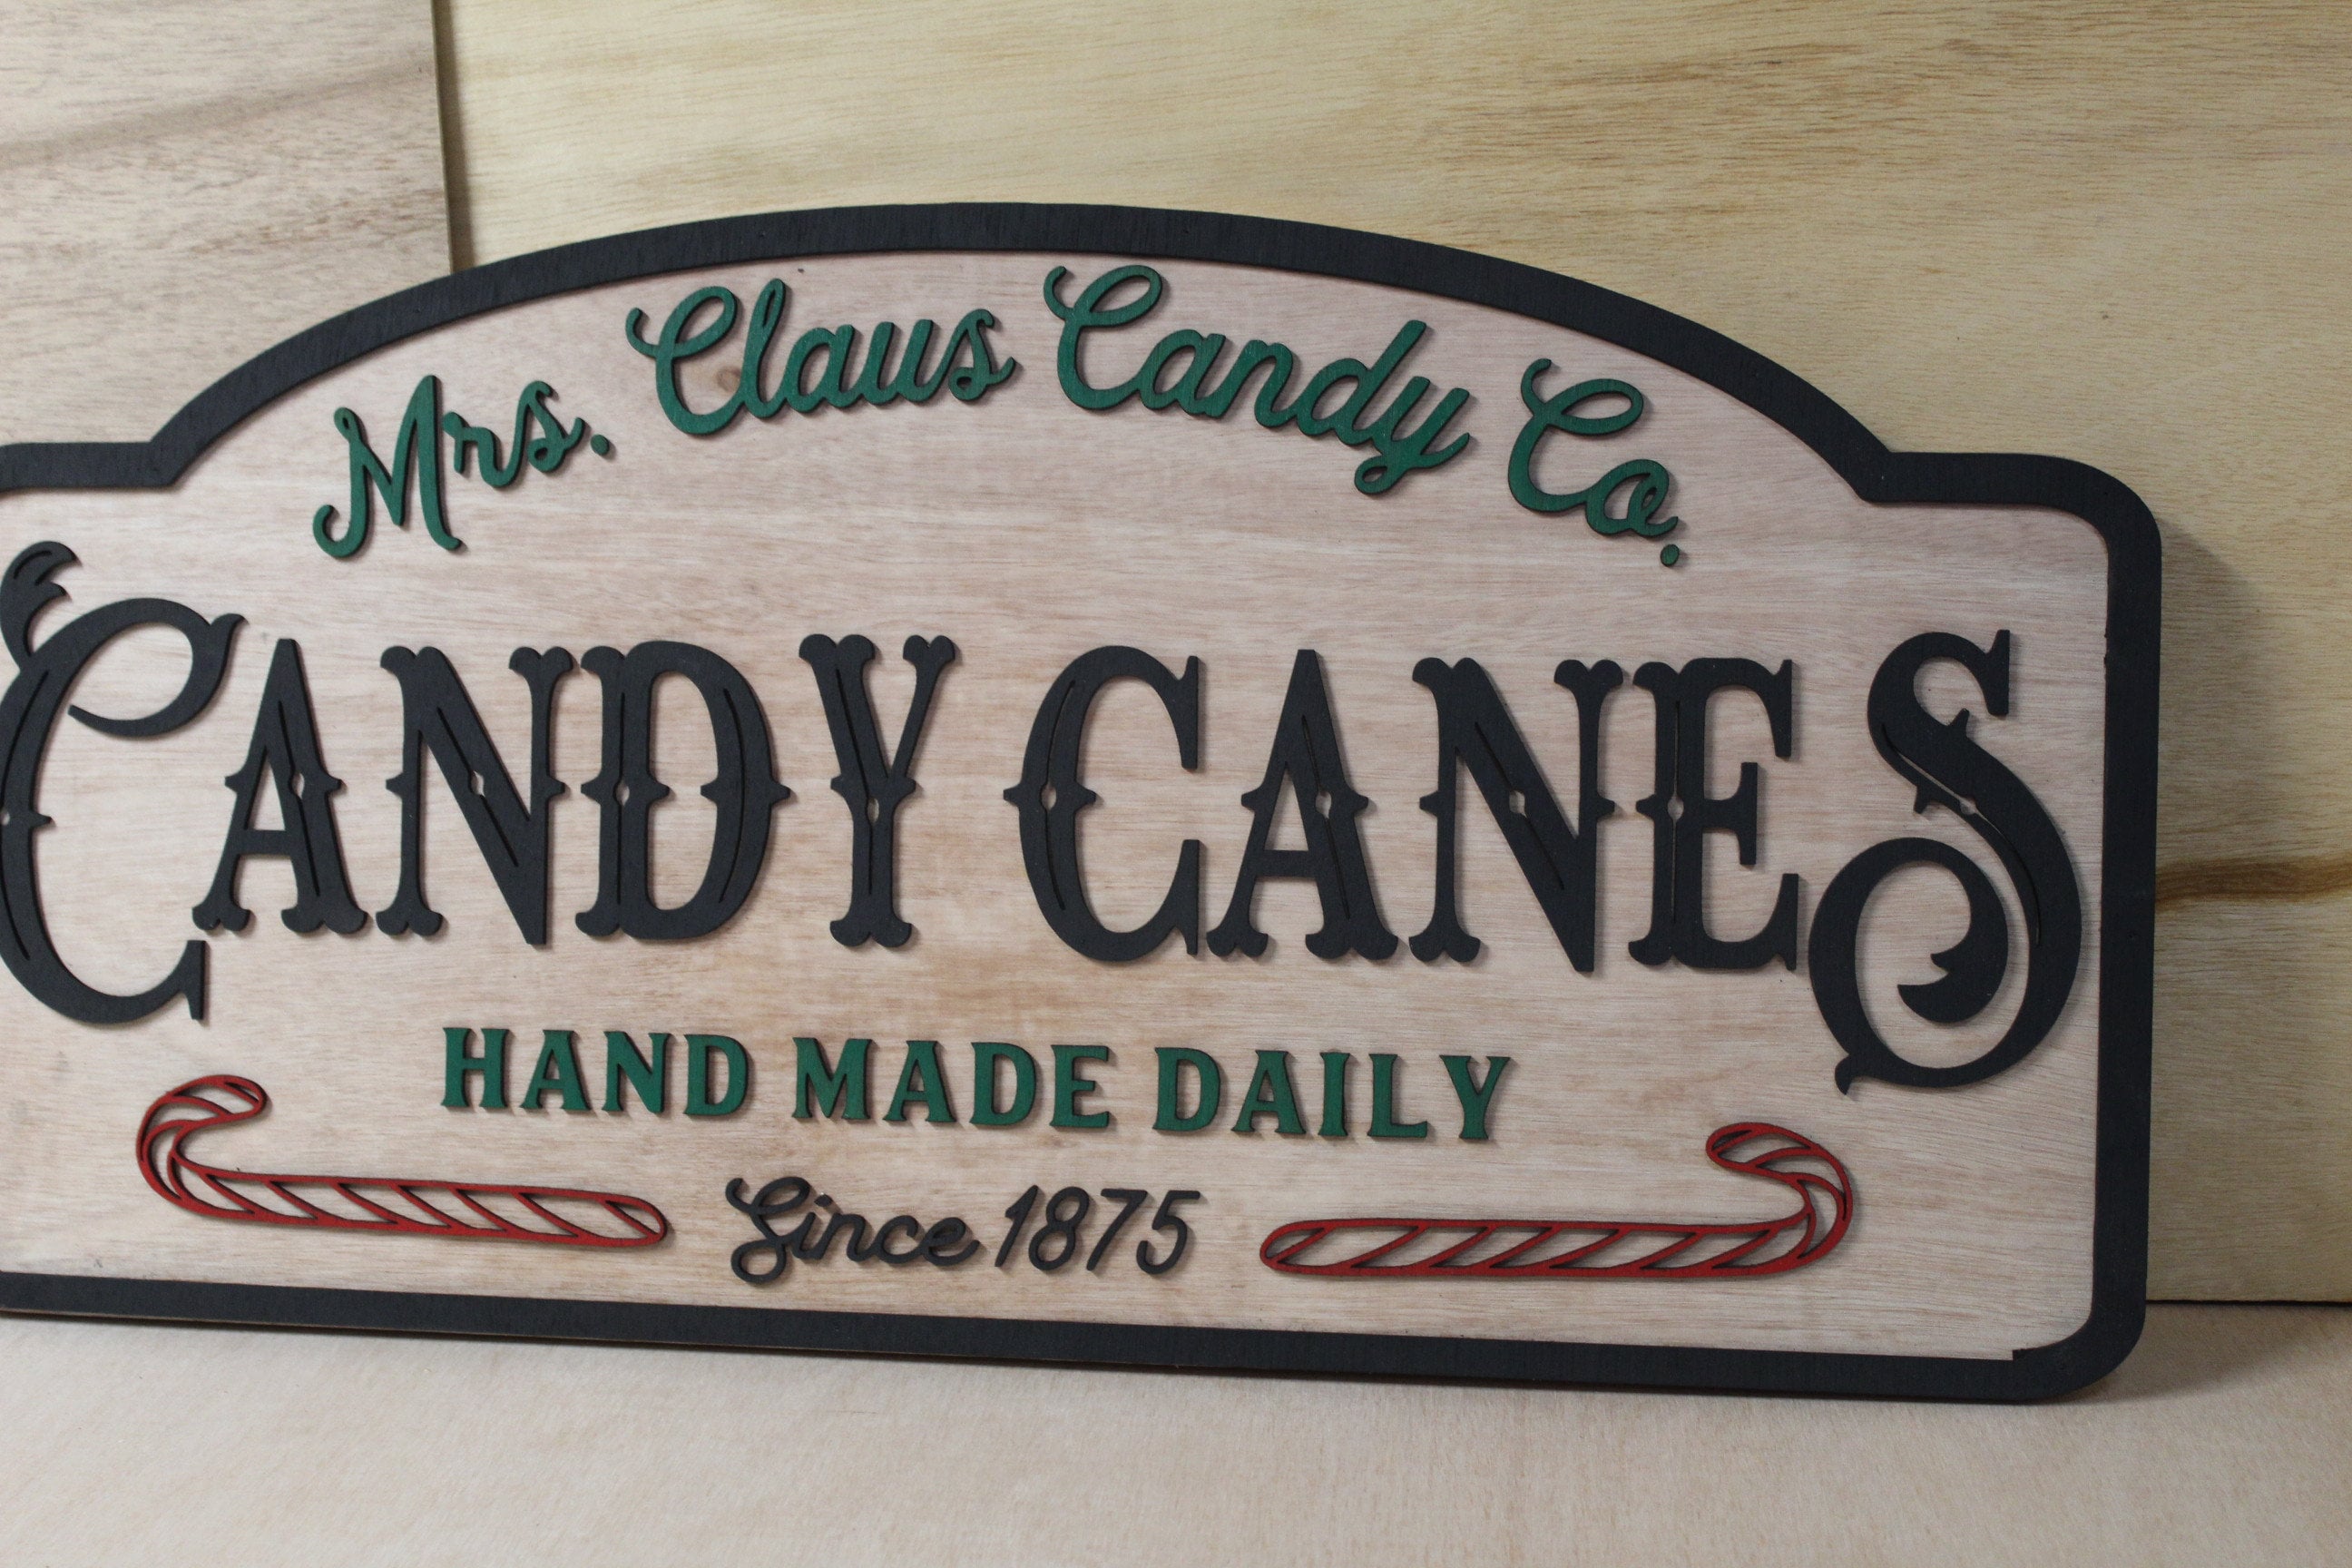 Mrs. Claus Candy Co.
CANDY CANES
HAND MADE DAILY
Since 1875